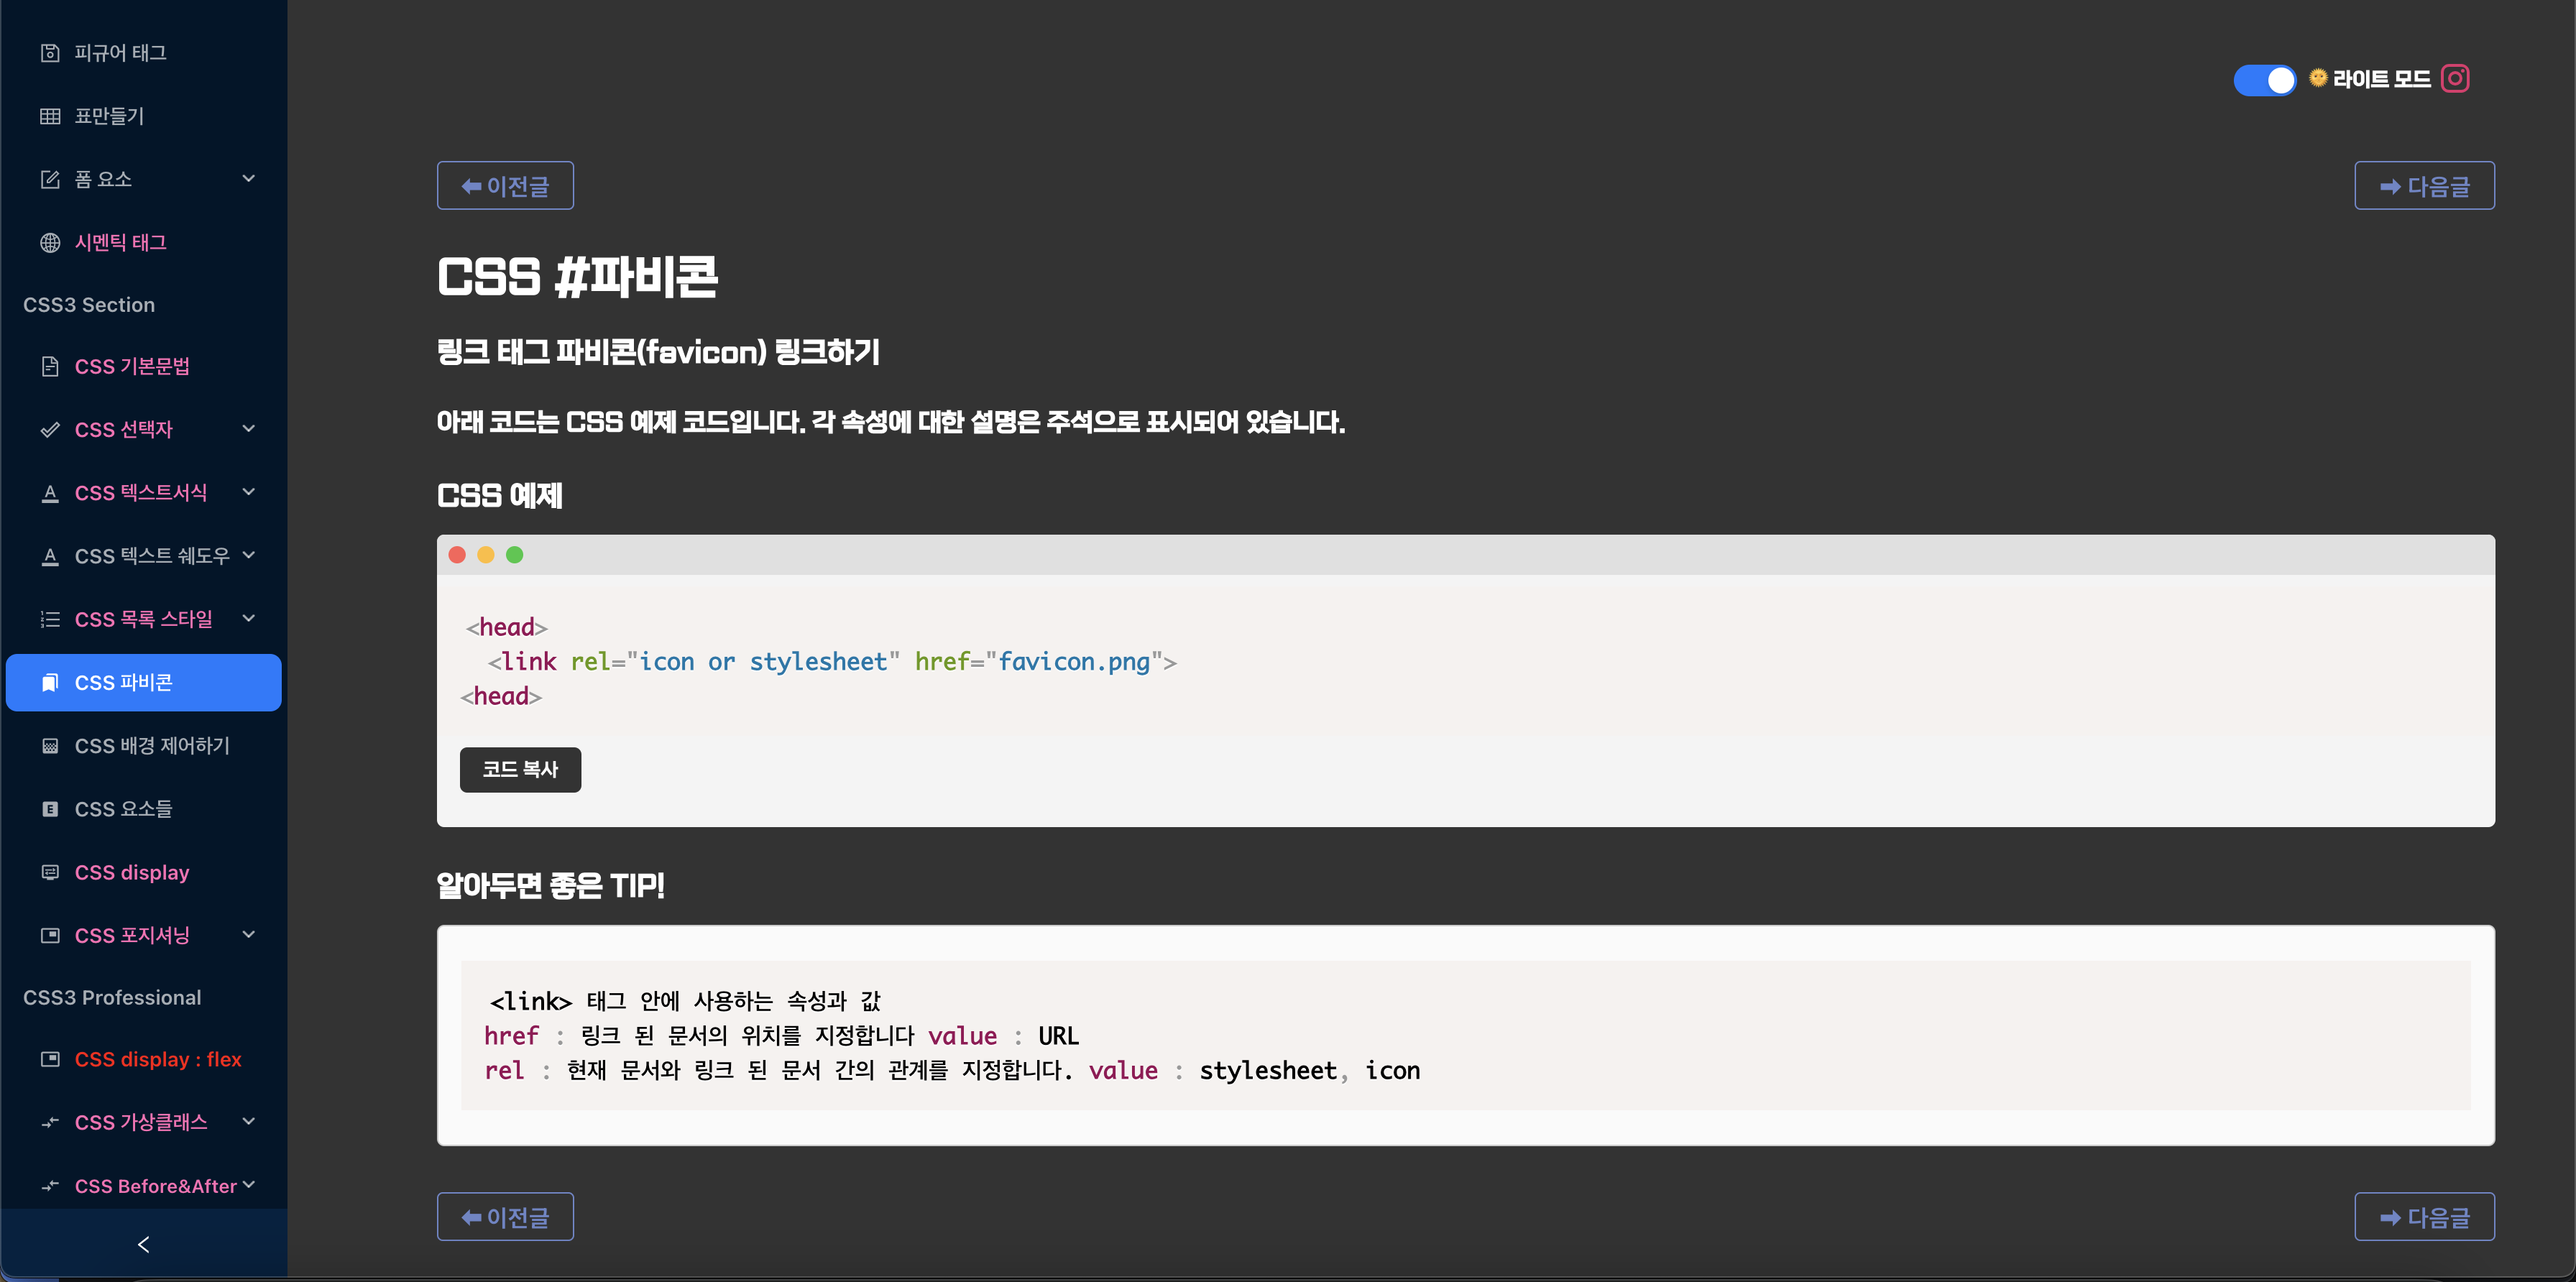 피규어 태그
표만들기
폼 요소
시멘틱 태그
CSS3 Section
CSS 기본문법
CSS 선택자
CSS 텍스트서식
CSS 텍스트 쉐도우
CSS 목록 스타일
CSS 파비콘
CSS 배경 제어하기
CSS 요소들
CSS display
CSS 포지셔닝
CSS3 Professional
CSS display : flex
CSS 가상클래스
CSS Before&After
라이트 모드
이전글
다음글
CSS #파비콘
링크 태그 파비콘(favicon) 링크하기
아래 코드는 CSS 예제 코드입니다. 각 속성에 대한 설명은 주석으로 표시되어 있습니다.
CSS 예제
<head>
<link rel="icon or stylesheet" href="favicon.png">
<head>
코드 복사
알아두면 좋은 TIP!
<link> 태그 안에 사용하는 속성과 값
href : 링크 된 문서의 위치를 지정합니다 value : URL
rel : 현재 문서와 링크 된 문서 간의 관계를 지정합니다. value : stylesheet, icon
이전글
다음글